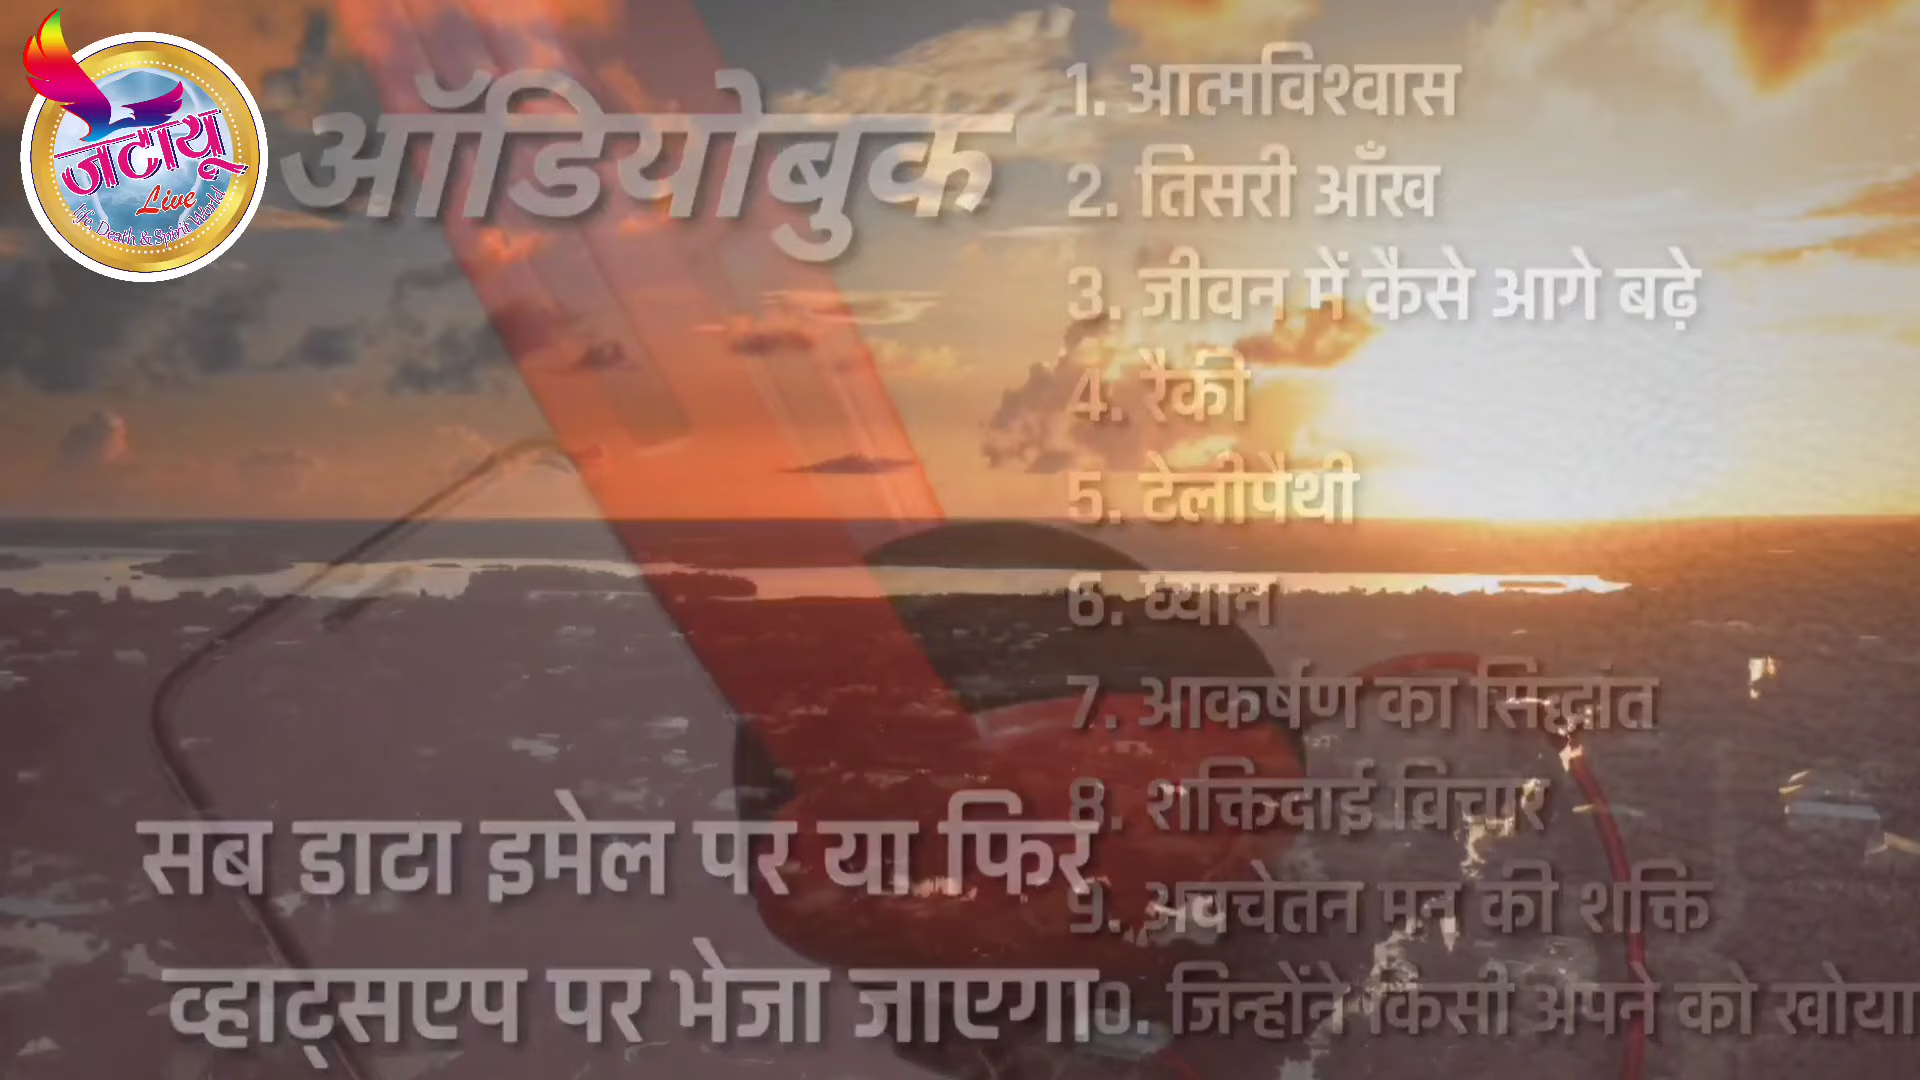 जटायू
Live
Life, Death & Spirit World
ऑडियोबुक
1. आत्मविश्वास
2. तिसरी आँख
3. जीवन में कैसे आगे बढ़े
4. रैकी
5. टेलीपैथी
6. ध्यान
7. आकर्षण का सिद्धांत
8. शक्तिदाई विचार
9. अवचेतन मन की शक्ति
10. जिन्होंने किसी अपने को खोया
सब डाटा इमेल पर या फिर
व्हाट्सएप पर भेजा जाएगा